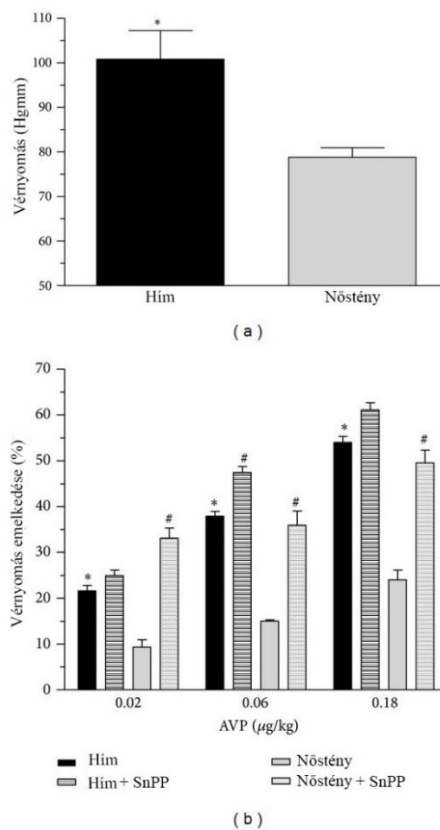 110
100
90
80
70
60
50
Vérnyomás (Hgmm)
*
Hím
Nőstény
( a )
70
60
50
40
30
20
10
0
Vérnyomás emelkedése (%)
*
#
*
#
#
*
#
0.02
0.06
0.18
AVP (μg/kg)
Hím
Nőstény
Hím + SnPP
Nőstény + SnPP
( b )